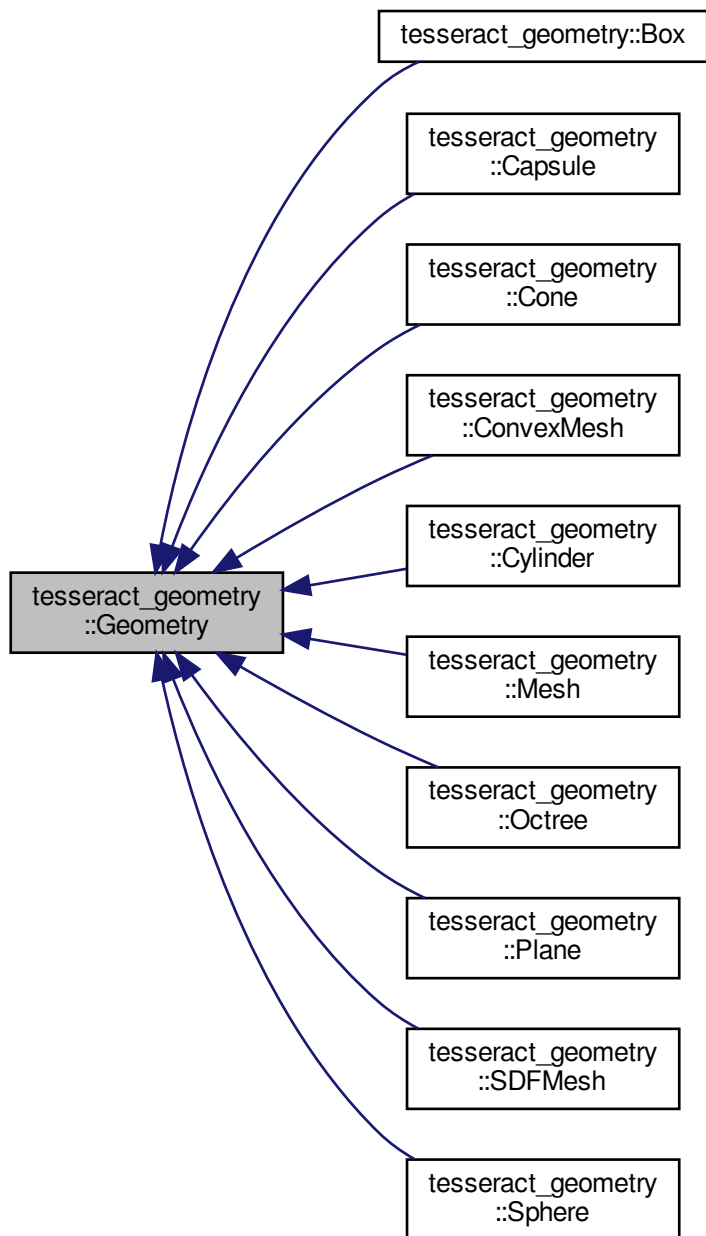 tesseract_geometry::Box
tesseract_geometry
::Capsule
tesseract_geometry
::Cone
tesseract_geometry
::ConvexMesh
tesseract_geometry
::Cylinder
tesseract_geometry
::Geometry
tesseract_geometry
::Mesh
tesseract_geometry
::Octree
tesseract_geometry
::Plane
tesseract_geometry
::SDFMesh
tesseract_geometry
::Sphere